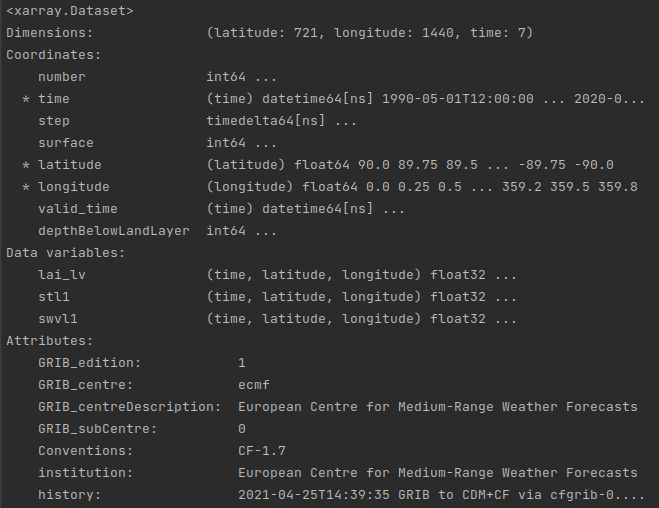 <xarray.Dataset>
Dimensions:              (latitude: 721, longitude: 1440, time: 7)
Coordinates:
    number               int64 ...
  * time                 (time) datetime64[ns] 1990-05-01T12:00:00 ... 2020-0...
    step                 timedelta64[ns] ...
    surface              int64 ...
  * latitude             (latitude) float64 90.0 89.75 89.5 ... -89.75 -90.0
  * longitude            (longitude) float64 0.0 0.25 0.5 ... 359.2 359.5 359.8
    valid_time           (time) datetime64[ns] ...
    depthBelowLandLayer  int64 ...
Data variables:
    lai_lv               (time, latitude, longitude) float32 ...
    stl1                 (time, latitude, longitude) float32 ...
    swvl1                (time, latitude, longitude) float32 ...
Attributes:
    GRIB_edition:            1
    GRIB_centre:             ecmf
    GRIB_centreDescription:  European Centre for Medium-Range Weather Forecasts
    GRIB_subCentre:          0
    Conventions:             CF-1.7
    institution:             European Centre for Medium-Range Weather Forecasts
    history:                 2021-04-25T14:39:35 GRIB to CDM+CF via cfgrib-0....